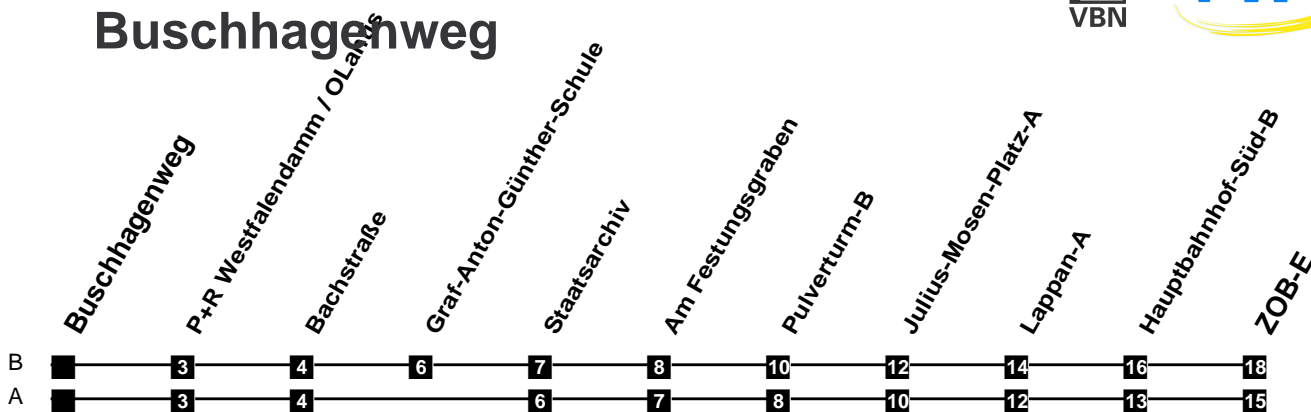 Buschhagenweg
VBN
Buschhagenweg
P+R Westfalendamm / OLantis
Bachstraße
Graf-Anton-Günther-Schule
Staatsarchiv
Am Festungsgraben
Pulverturm-B
Julius-Mosen-Platz-A
Lappan-A
Hauptbahnhof-Süd-B
ZOB-E
B 3 4 6 7 8 10 12 14 16 18
A 3 4 6 7 8 10 12 13 15